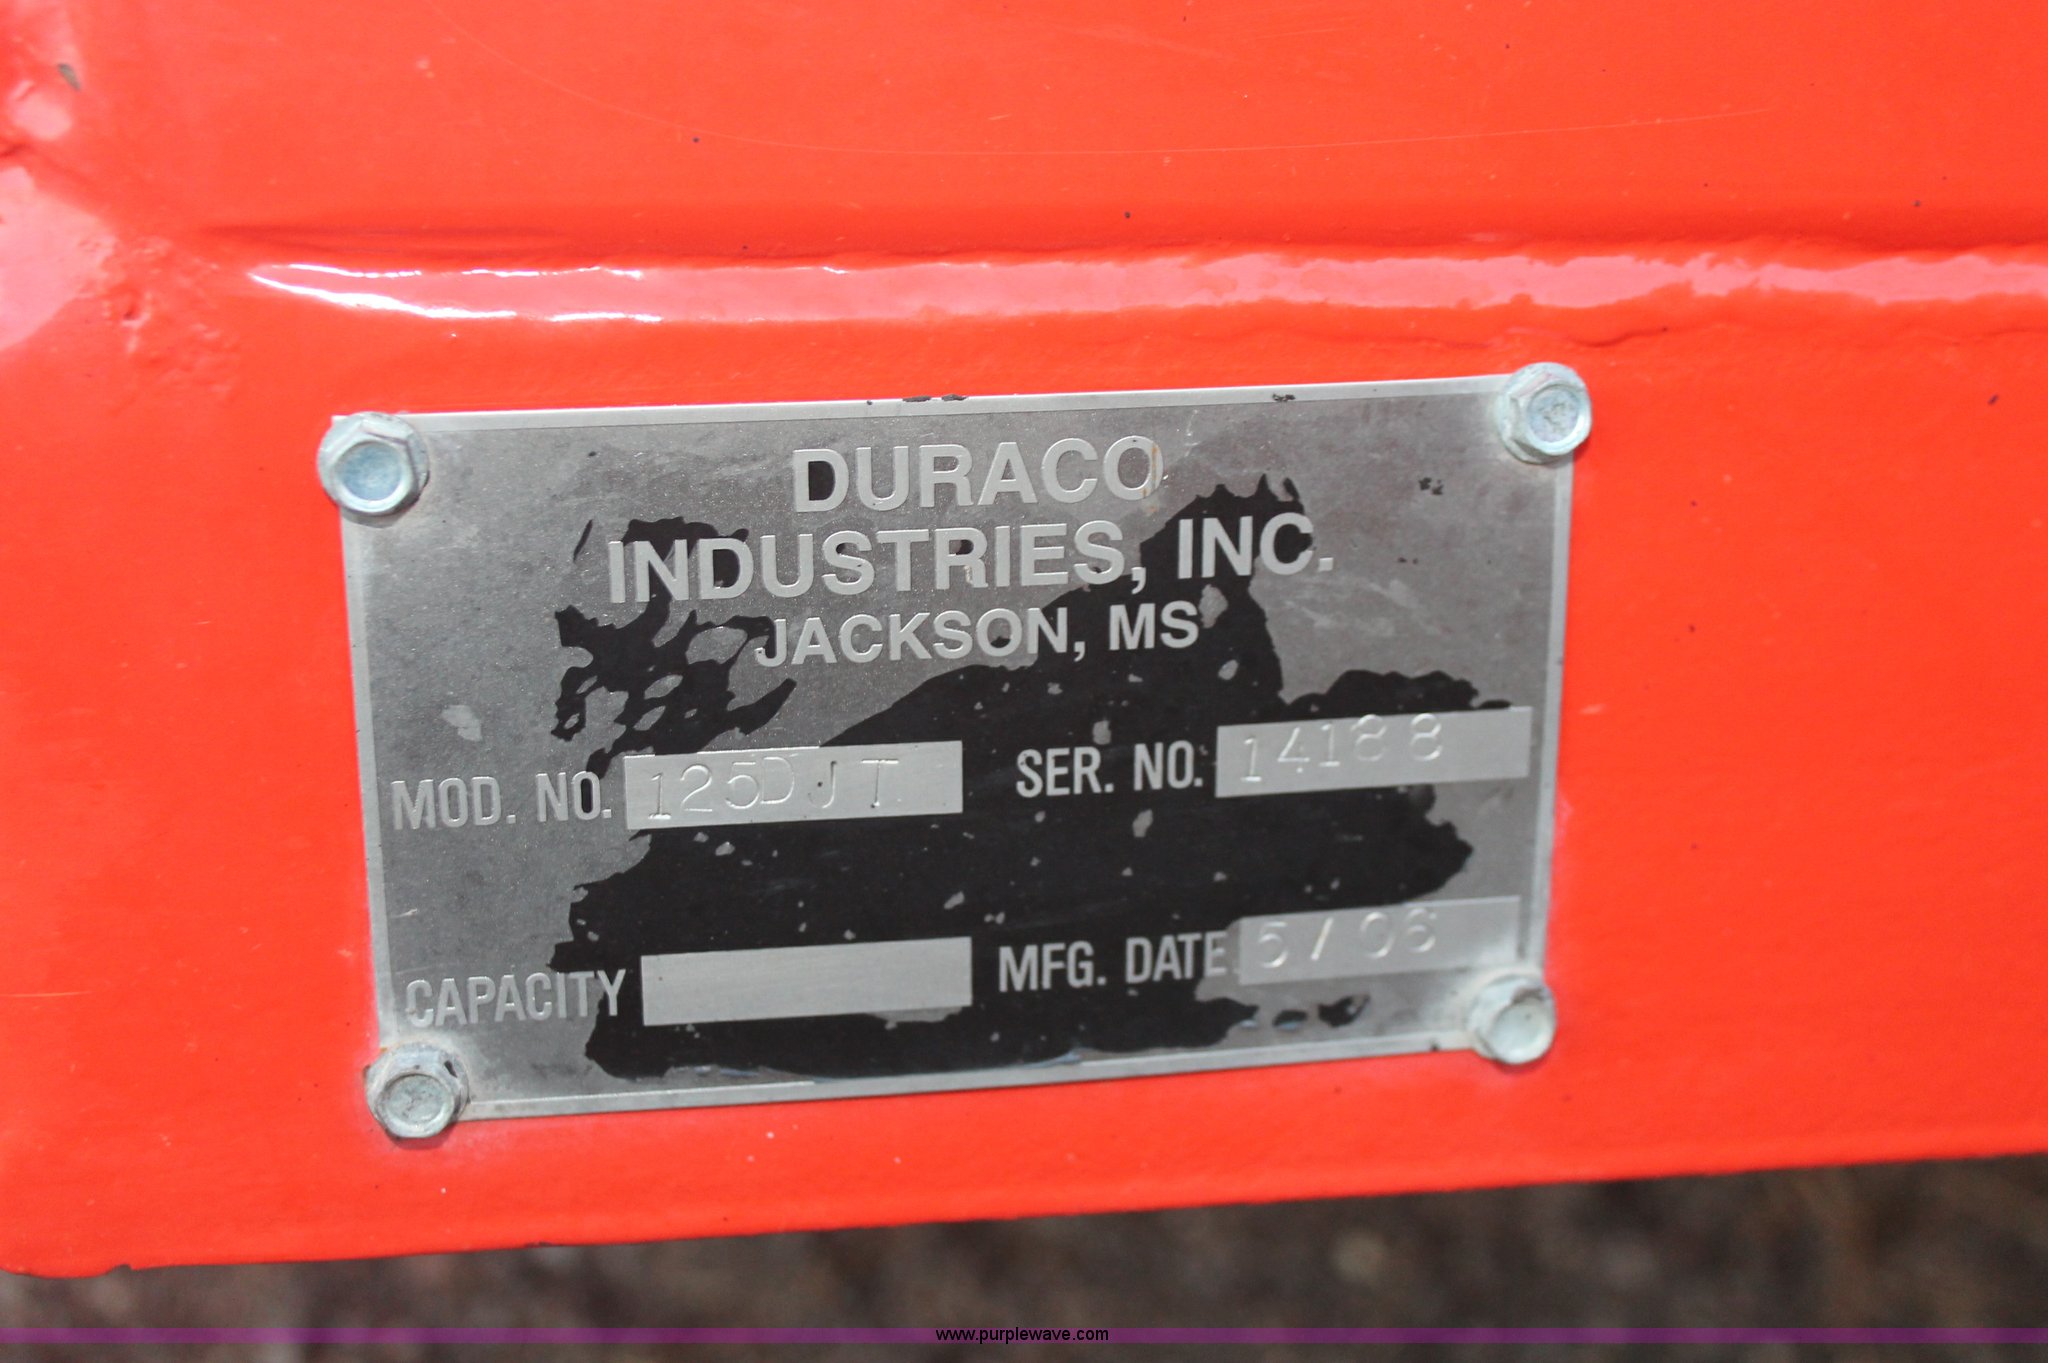 DURACO
INDUSTRIES, INC.
JACKSON, MS
MOD. NO. 125DJT SER. NO. 14188
CAPACITY MFG. DATE 5/06
www.purplewave.com